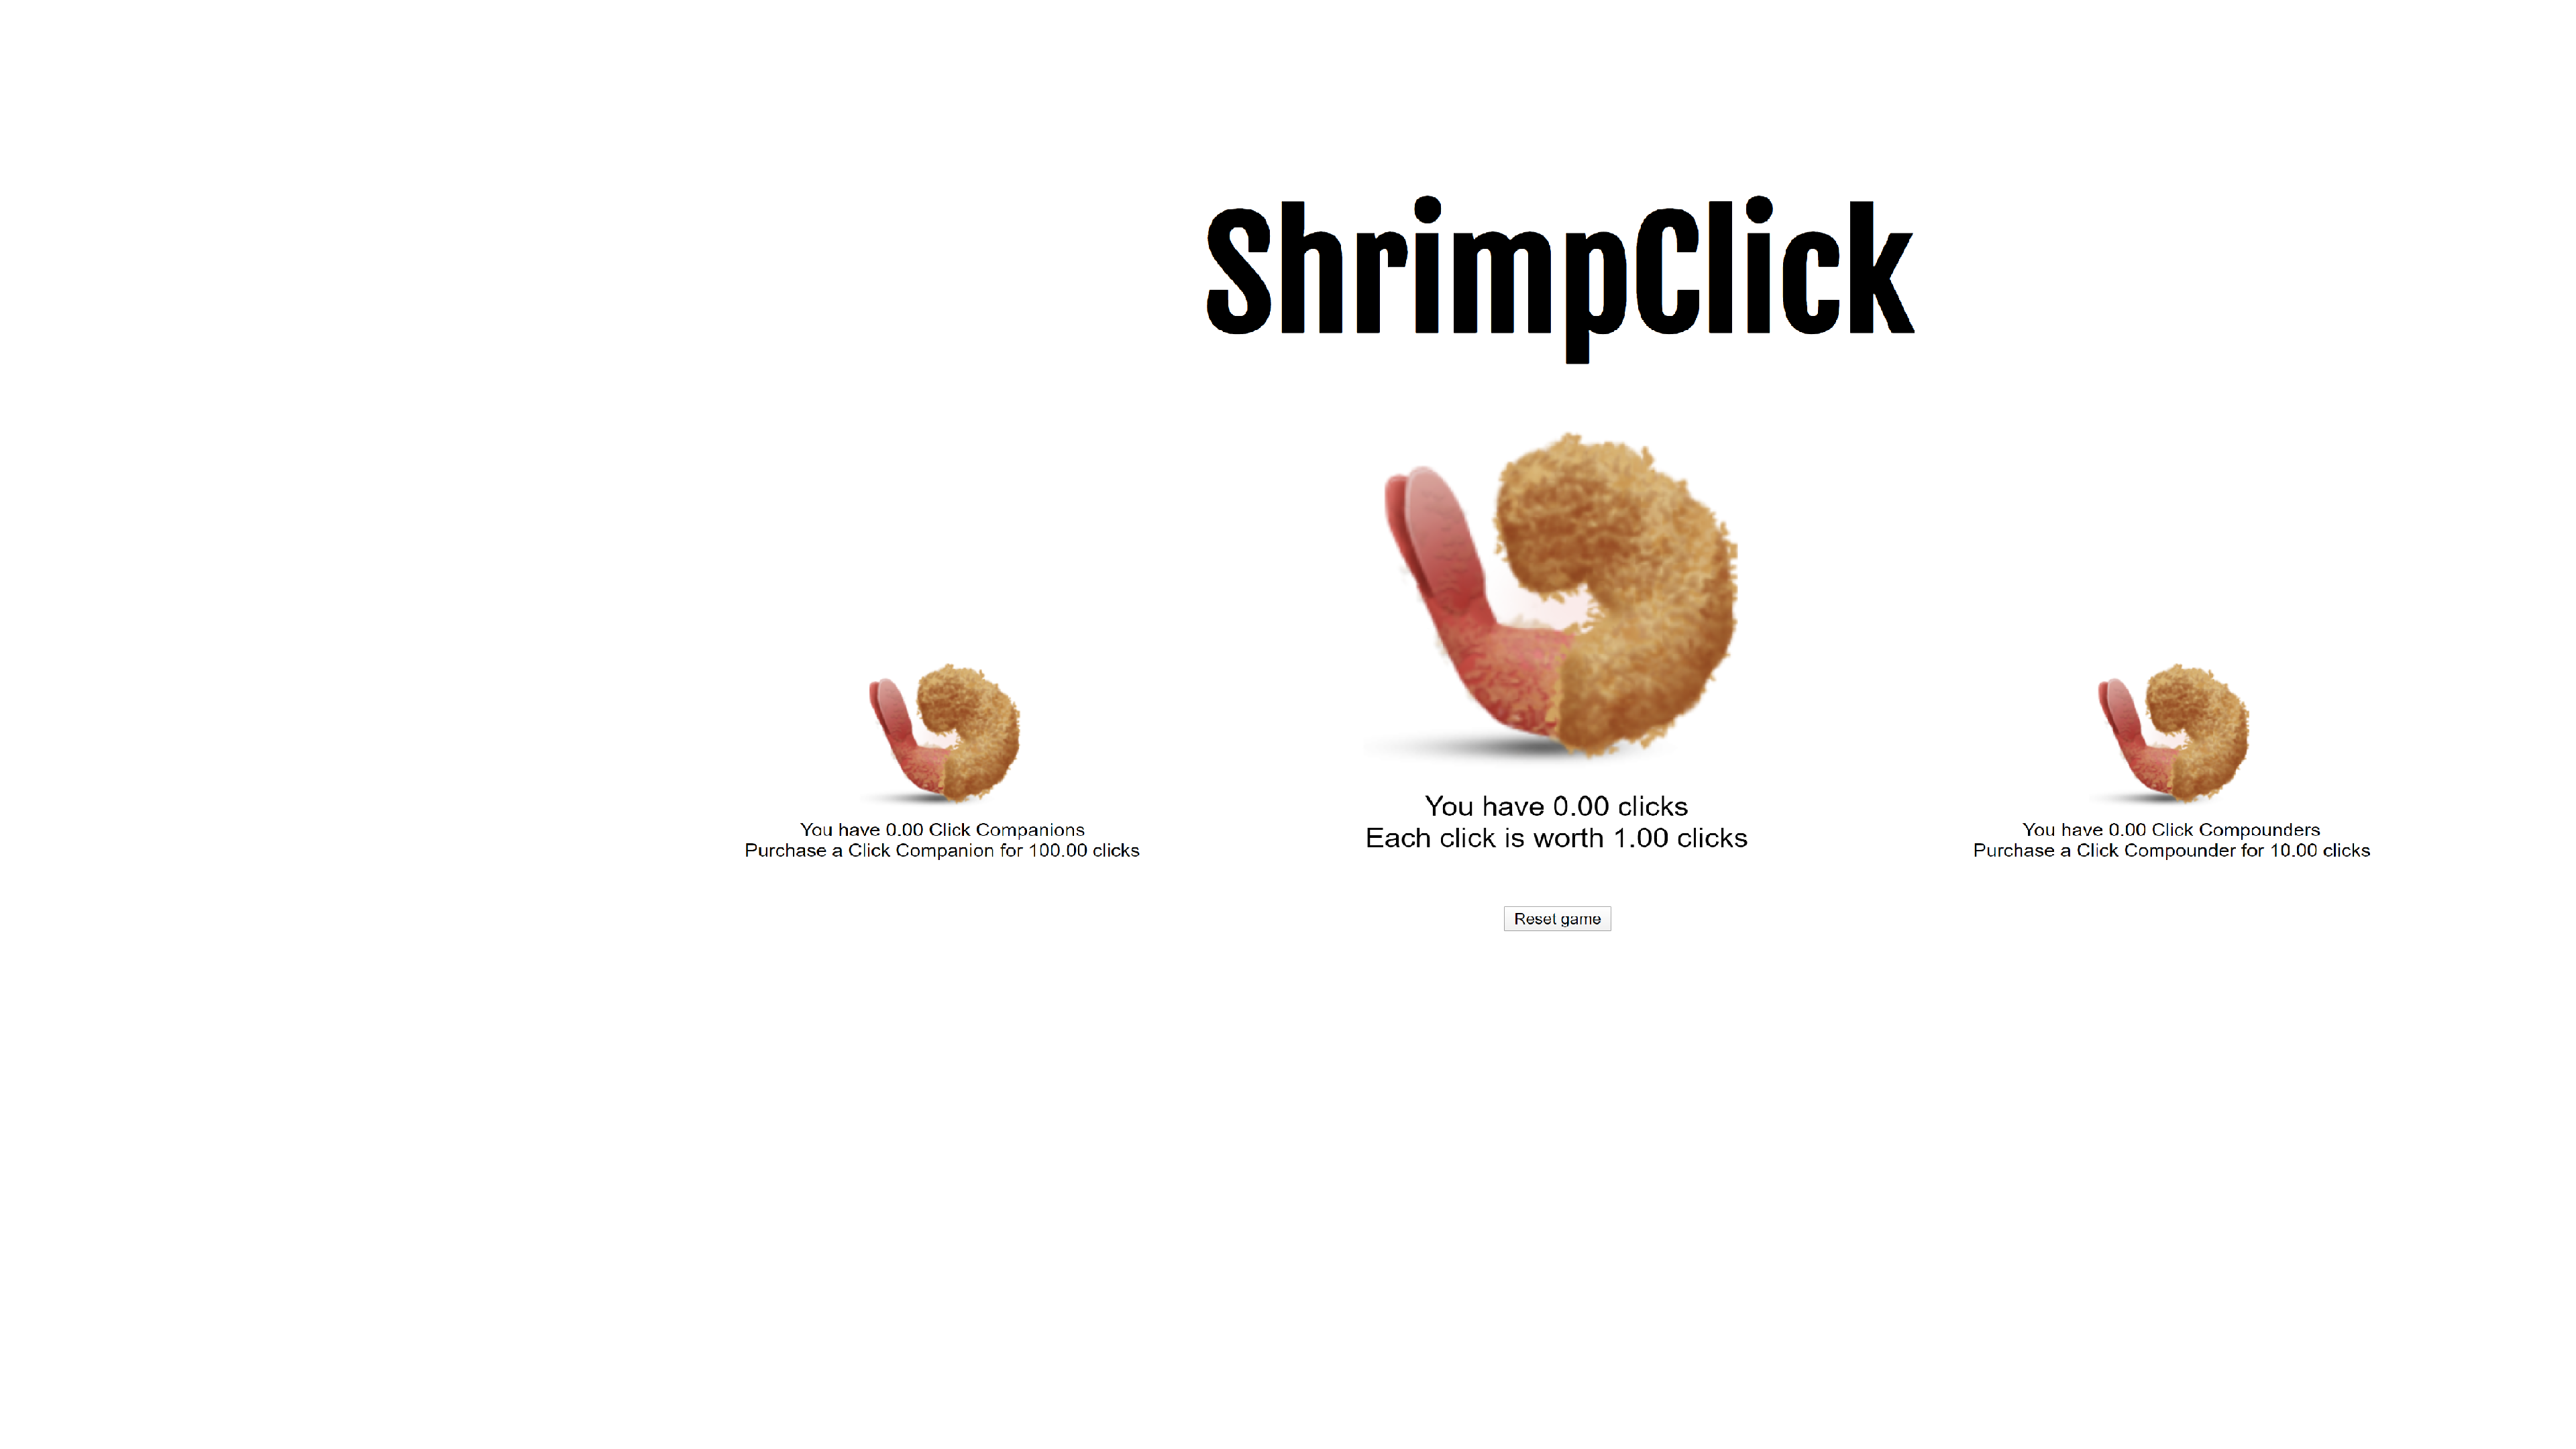 ShrimpClick
You have 0.00 clicks
Each click is worth 1.00 clicks
You have 0.00 Click Companions
Purchase a Click Companion for 100.00 clicks
You have 0.00 Click Compounders
Purchase a Click Compounder for 10.00 clicks
Reset game